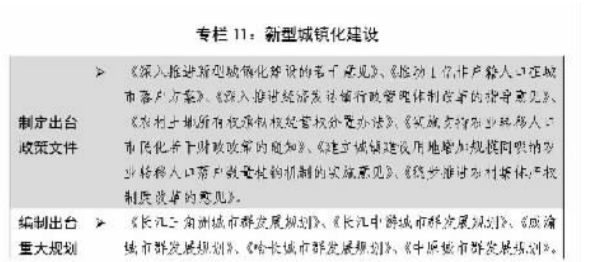 专栏 11：新型城镇化建设
➢ 《深入推进新型城镇化建设的若干意见》、《推动1亿非户籍人口在城
市落户方案》、《深入推进经济发达镇行政管理体制改革的指导意见》、
制定出台 《农村土地所有权承包权经营权分置办法》、《实施支持农业转移人口
政策文件 市民化若干财政政策的通知》、《建立城镇建设用地增加规模同吸纳农
业转移人口落户数量挂钩机制的实施意见》、《稳步推进农村集体产权
制度改革的意见》。
编制出台 ➢ 《长江三角洲城市群发展规划》、《长江中游城市群发展规划》、《成渝
重大规划 城市群发展规划》、《哈长城市群发展规划》、《中原城市群发展规划》。